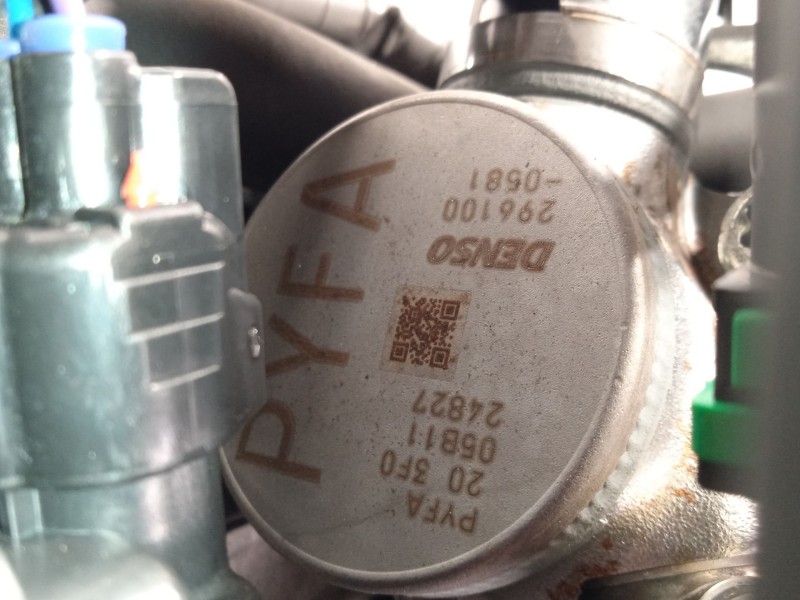 PYFA
PYFA
20 3F0
05B11
24827
DENSO
296100
-0581